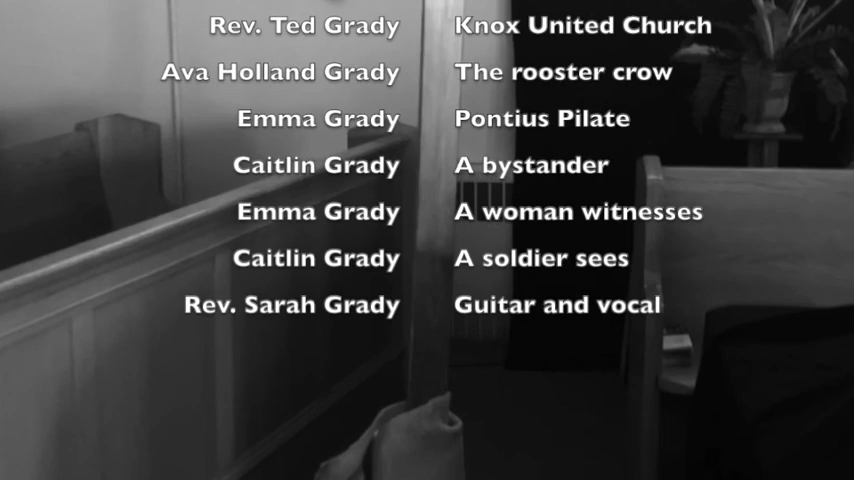 Rev. Ted Grady Knox United Church
Ava Holland Grady The rooster crow
Emma Grady Pontius Pilate
Caitlin Grady A bystander
Emma Grady A woman witnesses
Caitlin Grady A soldier sees
Rev. Sarah Grady Guitar and vocal